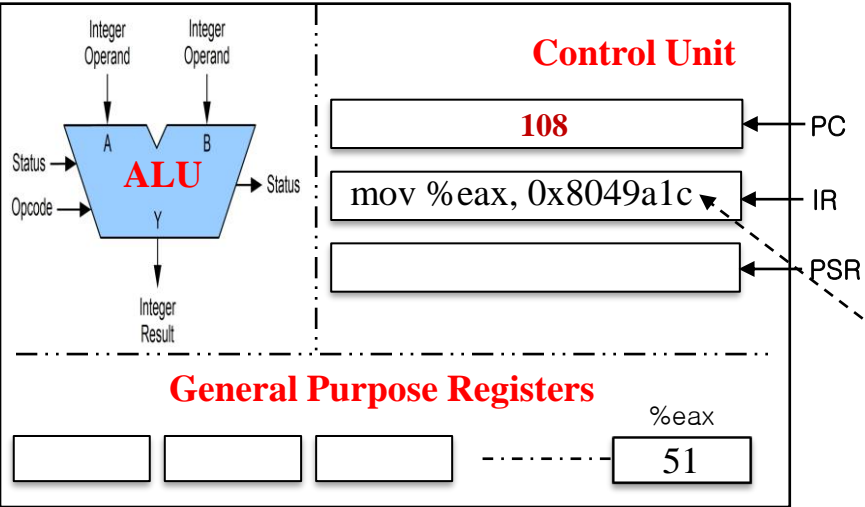 Integer
Operand
Integer
Operand
A
B
Status
ALU
Status
Opcode
Y
Integer
Result
Control Unit
108
PC
mov %eax, 0x8049a1c
IR
PSR
General Purpose Registers
%eax
51